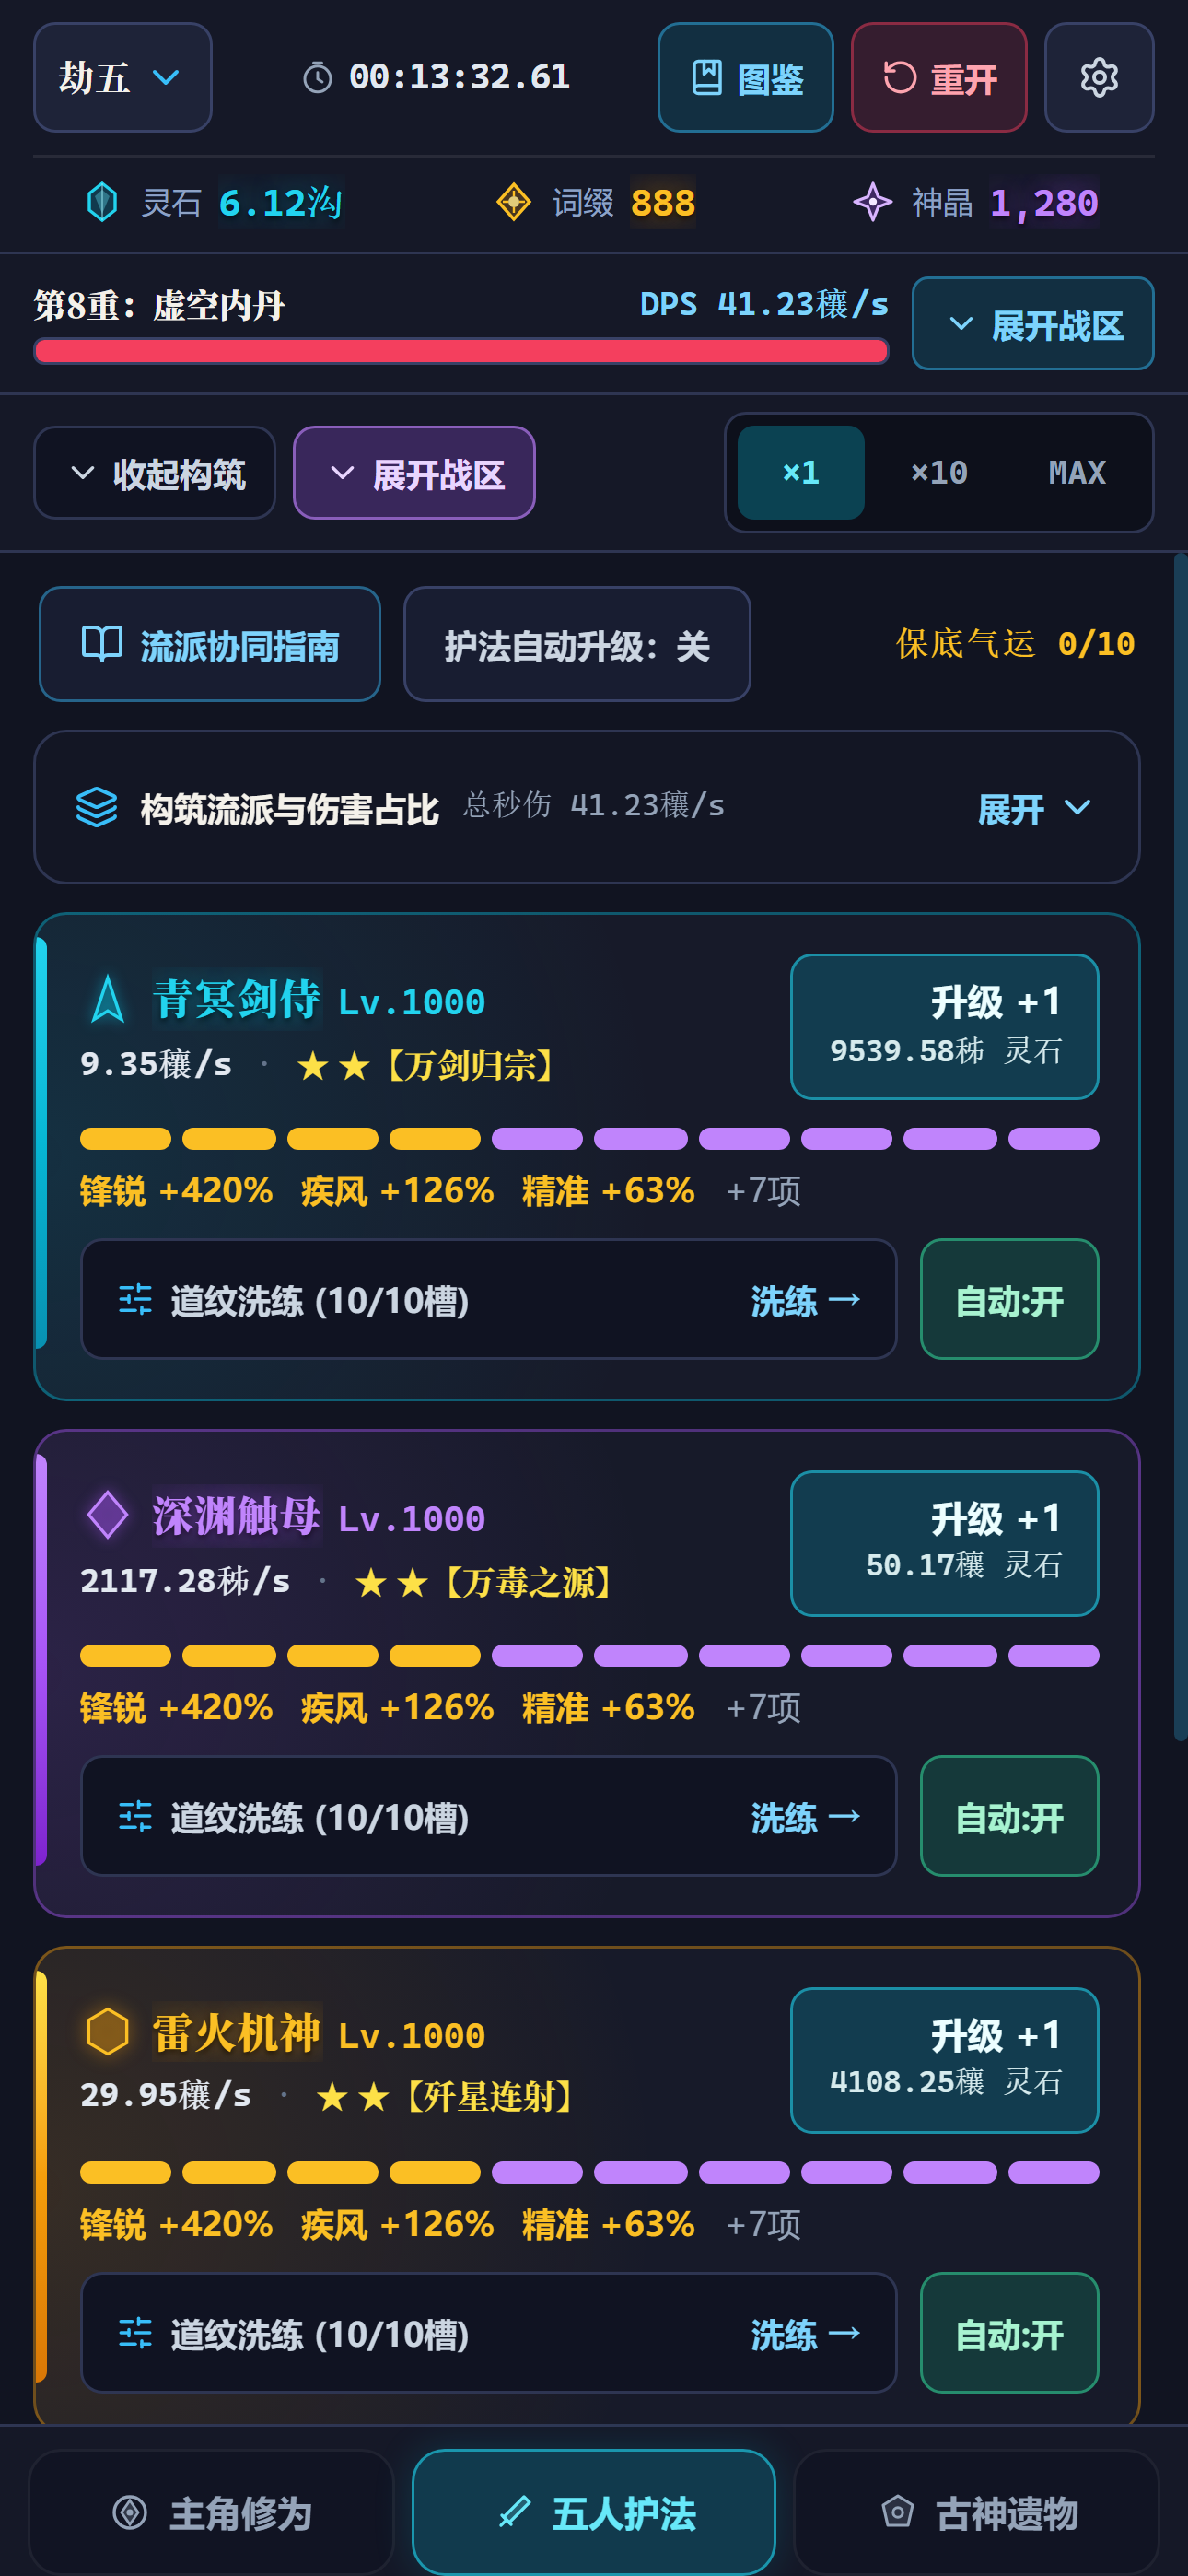 劫五 00:13:32.61 图鉴 重开
灵石 6.12沟 词缀 888 神晶 1,280
第8重：虚空内丹 DPS 41.23穰/s 展开战区
收起构筑 展开战区 ×1 ×10 MAX
流派协同指南 护法自动升级：关 保底气运 0/10
构筑流派与伤害占比 总秒伤 41.23穰/s 展开
青冥剑侍 Lv.1000 升级 +1
9.35穰/s · ★★【万剑归宗】 9539.58秭 灵石
锋锐 +420% 疾风 +126% 精准 +63% +7项
道纹洗练 (10/10槽) 洗练 → 自动:开
深渊触母 Lv.1000 升级 +1
2117.28秭/s · ★★【万毒之源】 50.17穰 灵石
锋锐 +420% 疾风 +126% 精准 +63% +7项
道纹洗练 (10/10槽) 洗练 → 自动:开
雷火机神 Lv.1000 升级 +1
29.95穰/s · ★★【歼星连射】 4108.25穰 灵石
锋锐 +420% 疾风 +126% 精准 +63% +7项
道纹洗练 (10/10槽) 洗练 → 自动:开
主角修为 五人护法 古神遗物